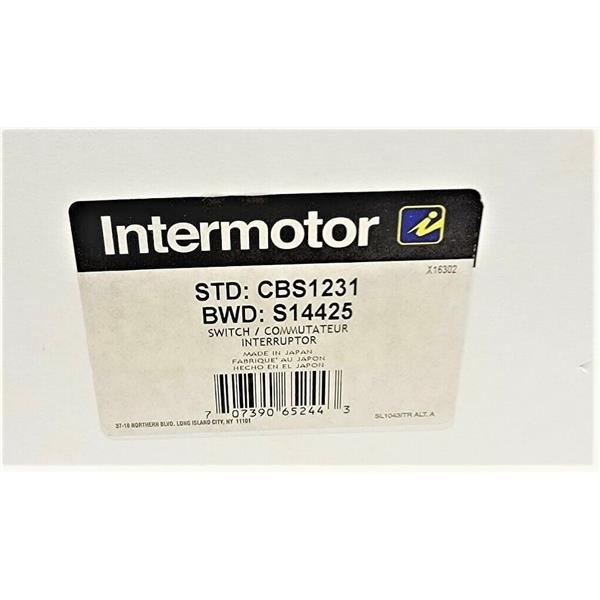 Intermotor
X16302
STD: CBS1231
BWD: S14425
SWITCH / COMMUTATEUR
INTERRUPTOR
MADE IN JAPAN
FABRIQUE' AU JAPON
HECHO EN EL JAPON
7 07390 65244 3
37-18 NORTHERN BLVD. LONG ISLAND CITY, NY 11101
SL1043/TR ALT. A